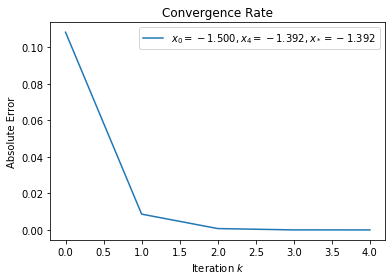 Convergence Rate
x₀ = −1.500, x₄ = −1.392, x* = −1.392
Absolute Error
0.10
0.08
0.06
0.04
0.02
0.00
0.0 0.5 1.0 1.5 2.0 2.5 3.0 3.5 4.0
Iteration k